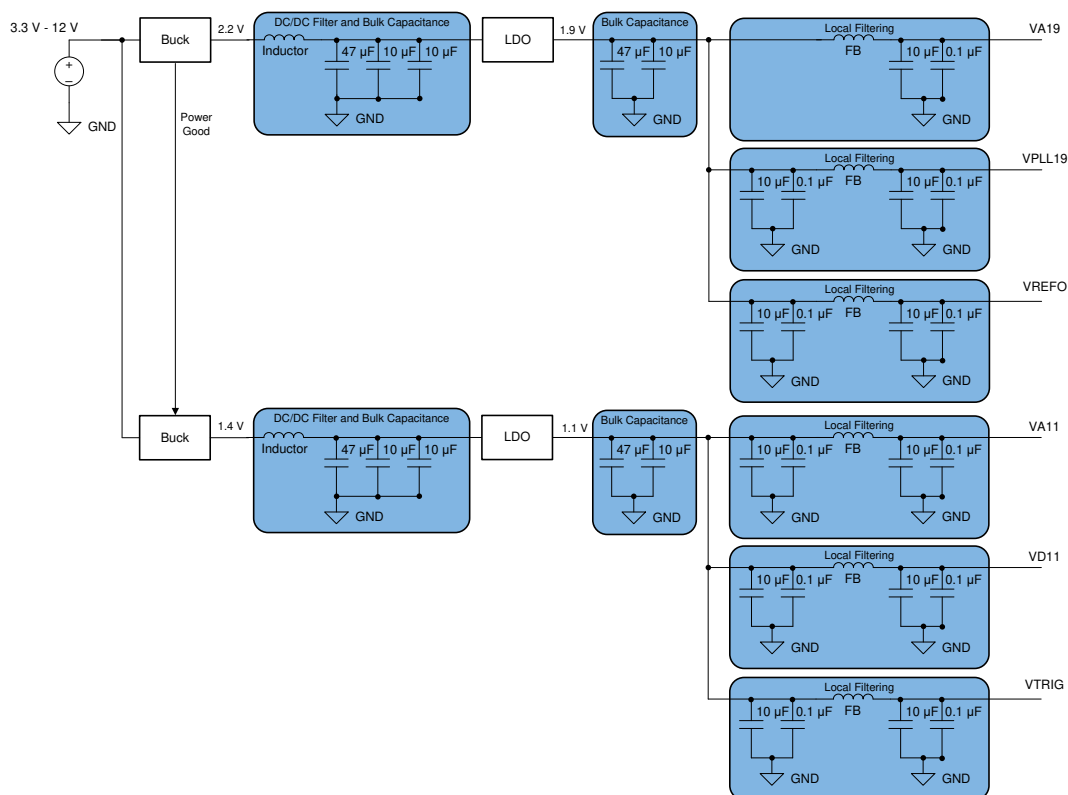 3.3 V - 12 V
+
−
GND
Buck
2.2 V
Power
Good
DC/DC Filter and Bulk Capacitance
Inductor
47 µF
10 µF
10 µF
GND
LDO
1.9 V
Bulk Capacitance
47 µF
10 µF
GND
Local Filtering
FB
10 µF
0.1 µF
GND
VA19
Local Filtering
10 µF
0.1 µF
FB
10 µF
0.1 µF
GND
GND
VPLL19
Local Filtering
10 µF
0.1 µF
FB
10 µF
0.1 µF
GND
GND
VREFO
Buck
1.4 V
DC/DC Filter and Bulk Capacitance
Inductor
47 µF
10 µF
10 µF
GND
LDO
1.1 V
Bulk Capacitance
47 µF
10 µF
GND
Local Filtering
10 µF
0.1 µF
FB
10 µF
0.1 µF
GND
GND
VA11
Local Filtering
10 µF
0.1 µF
FB
10 µF
0.1 µF
GND
GND
VD11
Local Filtering
10 µF
0.1 µF
FB
10 µF
0.1 µF
GND
GND
VTRIG